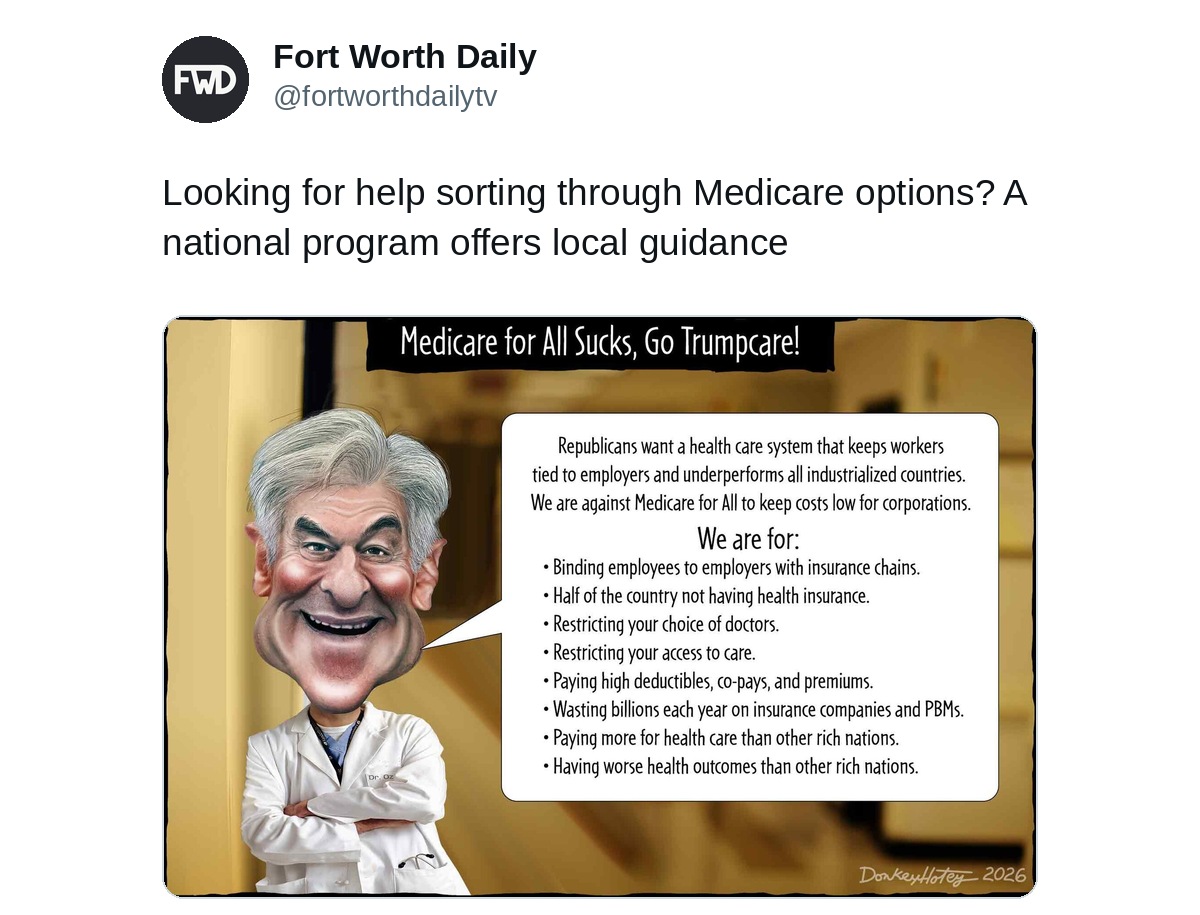 FWD
Fort Worth Daily
@fortworthdailytv
Looking for help sorting through Medicare options? A
national program offers local guidance
Medicare for All Sucks, Go Trumpcare!
Republicans want a health care system that keeps workers
tied to employers and underperforms all industrialized countries.
We are against Medicare for All to keep costs low for corporations.
We are for:
• Binding employees to employers with insurance chains.
• Half of the country not having health insurance.
• Restricting your choice of doctors.
• Restricting your access to care.
• Paying high deductibles, co-pays, and premiums.
• Wasting billions each year on insurance companies and PBMs.
• Paying more for health care than other rich nations.
• Having worse health outcomes than other rich nations.
Dr Oz
DonkeyHotey 2026